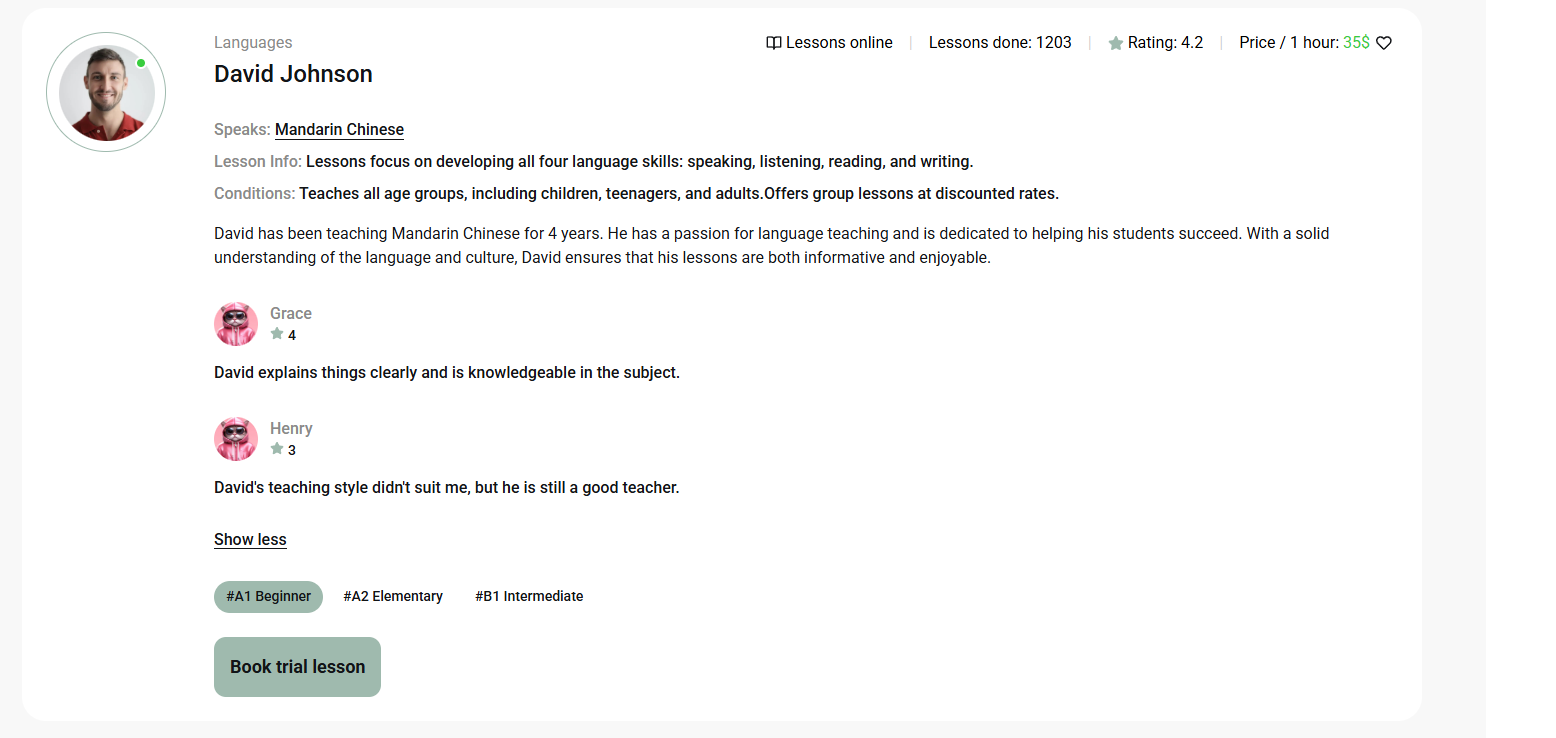 Languages
Lessons online | Lessons done: 1203 | Rating: 4.2 | Price / 1 hour: 35$
David Johnson
Speaks: Mandarin Chinese
Lesson Info: Lessons focus on developing all four language skills: speaking, listening, reading, and writing.
Conditions: Teaches all age groups, including children, teenagers, and adults.Offers group lessons at discounted rates.
David has been teaching Mandarin Chinese for 4 years. He has a passion for language teaching and is dedicated to helping his students succeed. With a solid
understanding of the language and culture, David ensures that his lessons are both informative and enjoyable.
Grace
4
David explains things clearly and is knowledgeable in the subject.
Henry
3
David's teaching style didn't suit me, but he is still a good teacher.
Show less
#A1 Beginner #A2 Elementary #B1 Intermediate
Book trial lesson